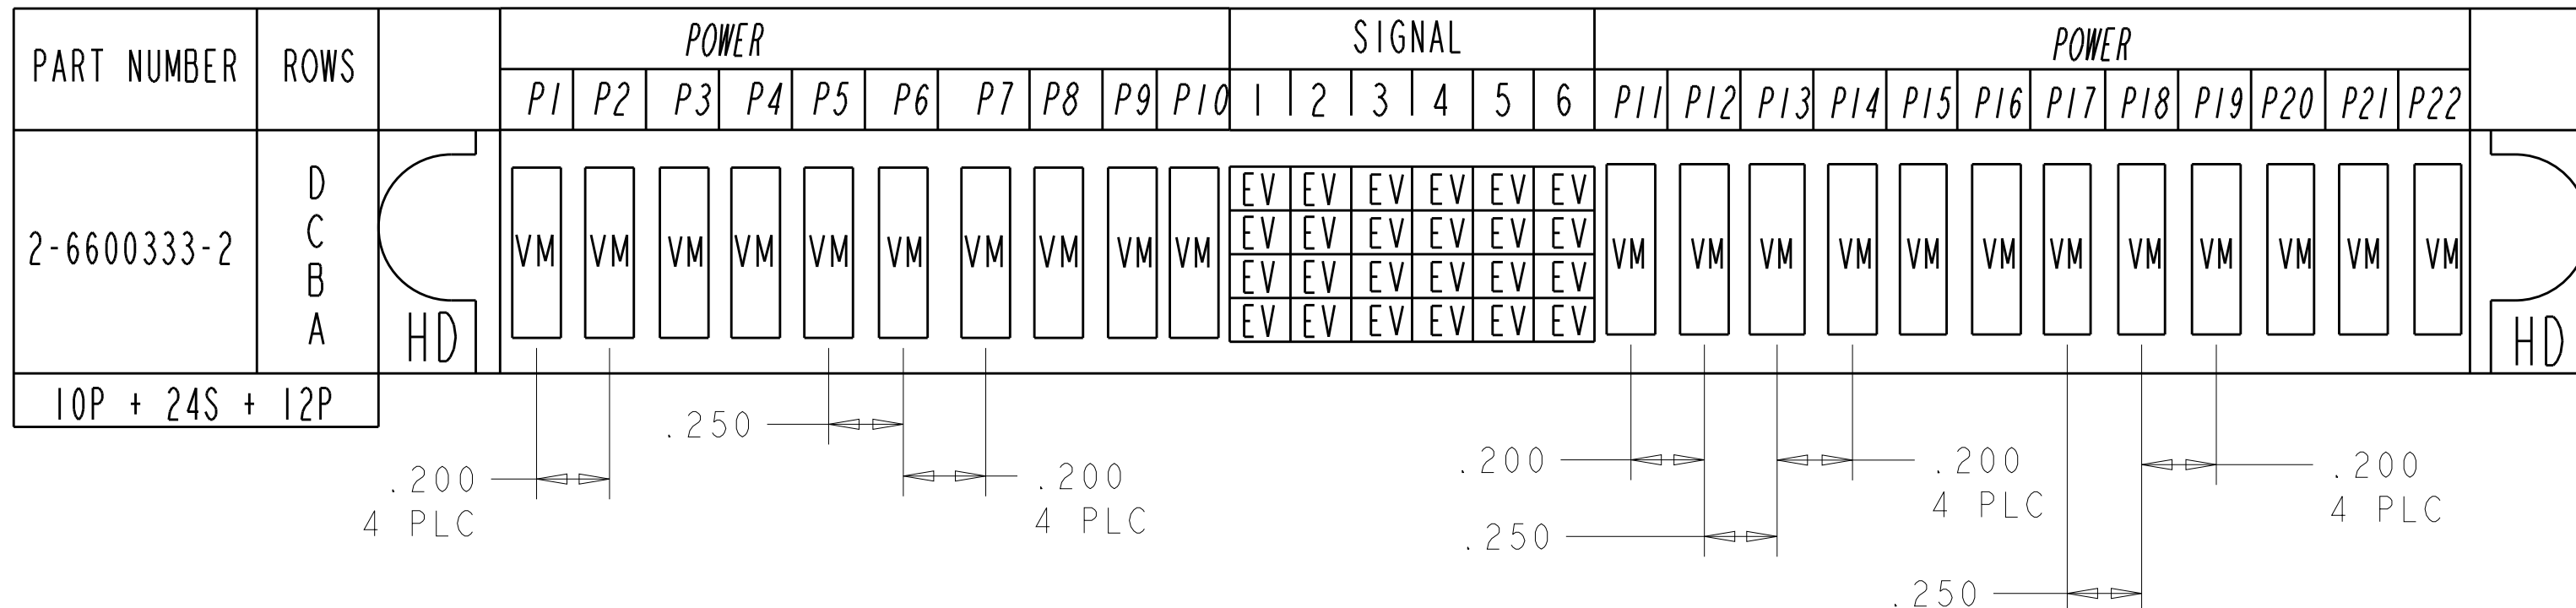 PART NUMBER ROWS POWER SIGNAL POWER
P1 P2 P3 P4 P5 P6 P7 P8 P9 P10 1 2 3 4 5 6 P11 P12 P13 P14 P15 P16 P17 P18 P19 P20 P21 P22
2-6600333-2
D
C
B
A
HD
VM VM VM VM VM VM VM VM VM VM
EV EV EV EV EV EV
EV EV EV EV EV EV
EV EV EV EV EV EV
EV EV EV EV EV EV
VM VM VM VM VM VM VM VM VM VM VM VM
HD
10P + 24S + 12P
.200
4 PLC
.250
.200
4 PLC
.200
.250
.200
4 PLC
.250
.200
4 PLC